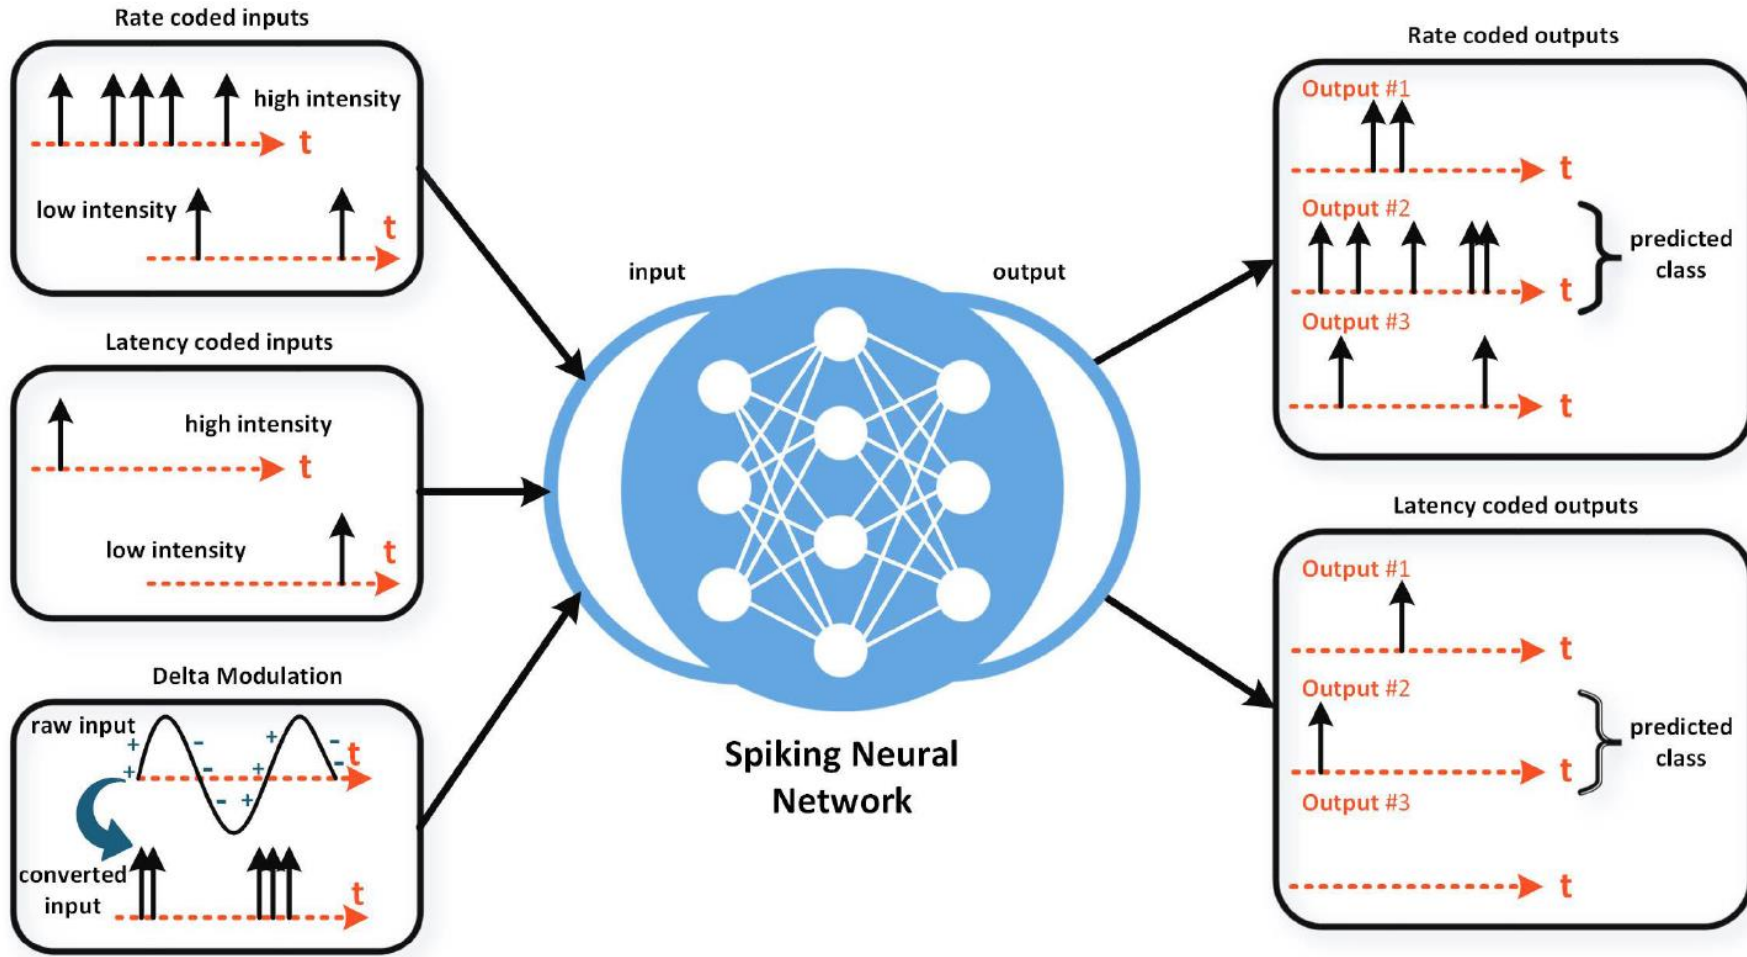 Rate coded inputs
high intensity
t
low intensity
t
Latency coded inputs
high intensity
t
low intensity
t
Delta Modulation
raw input
+
-
+
-
t
+
-
+
-
-
+
converted
input
t
input
output
Spiking Neural
Network
Rate coded outputs
Output #1
t
Output #2
predicted
class
t
Output #3
t
Latency coded outputs
Output #1
t
Output #2
predicted
class
t
Output #3
t